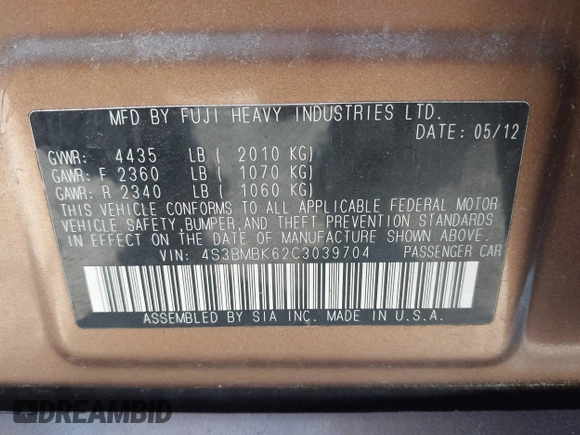 MFD BY FUJI HEAVY INDUSTRIES LTD.
DATE: 05/12
GVWR: 4435 LB ( 2010 KG)
GAWR: F 2360 LB ( 1070 KG)
GAWR: R 2340 LB ( 1060 KG)
THIS VEHICLE CONFORMS TO ALL APPLICABLE FEDERAL MOTOR
VEHICLE SAFETY,BUMPER,AND THEFT PREVENTION STANDARDS
IN EFFECT ON THE DATE OF MANUFACTURE SHOWN ABOVE.
VIN: 4S3BMBK62C3039704 PASSENGER CAR
ASSEMBLED BY SIA INC. MADE IN U.S.A.
DREAMBID